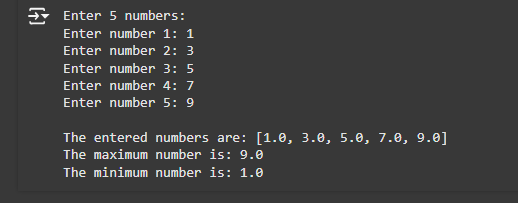 Enter 5 numbers:
Enter number 1: 1
Enter number 2: 3
Enter number 3: 5
Enter number 4: 7
Enter number 5: 9
The entered numbers are: [1.0, 3.0, 5.0, 7.0, 9.0]
The maximum number is: 9.0
The minimum number is: 1.0